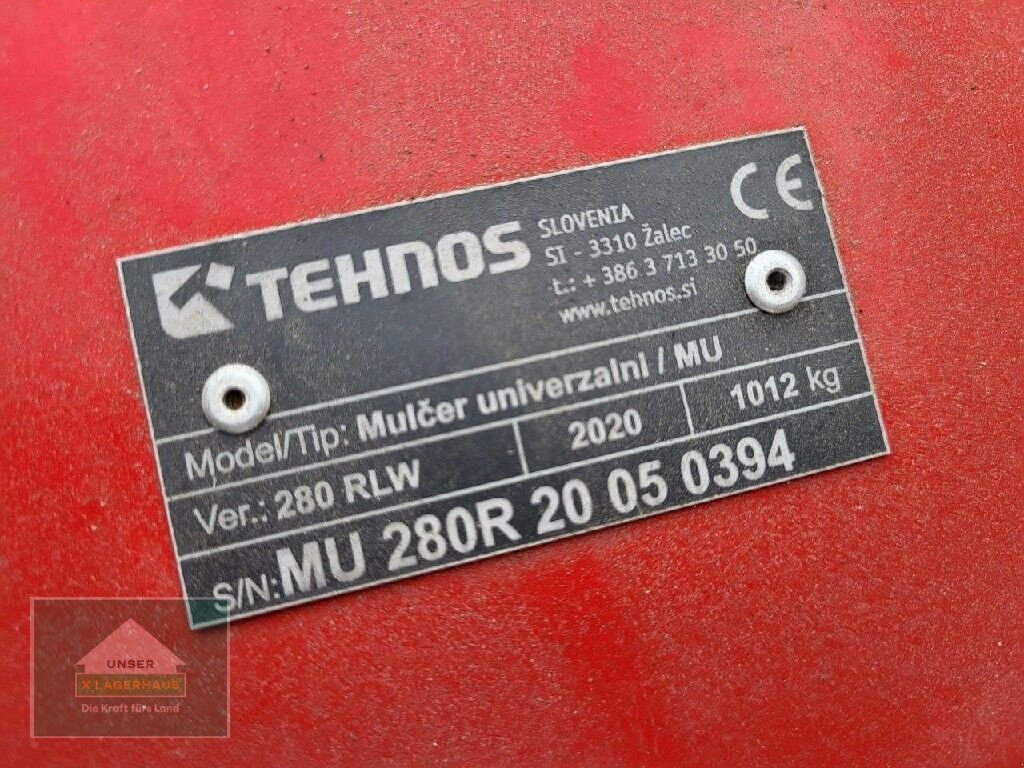 TEHNOS
SLOVENIA
SI - 3310 Žalec
t.: + 386 3 713 30 50
www.tehnos.si
CE
Model/Tip: Mulčer univerzalni / MU
Ver.: 280 RLW 2020 1012 kg
S/N: MU 280R 20 05 0394
UNSER
X LAGERHAUS
Die Kraft fürs Land